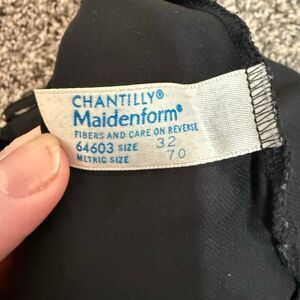 CHANTILLY®
Maidenform®
FIBERS AND CARE ON REVERSE
64603 SIZE 32
METRIC SIZE 70